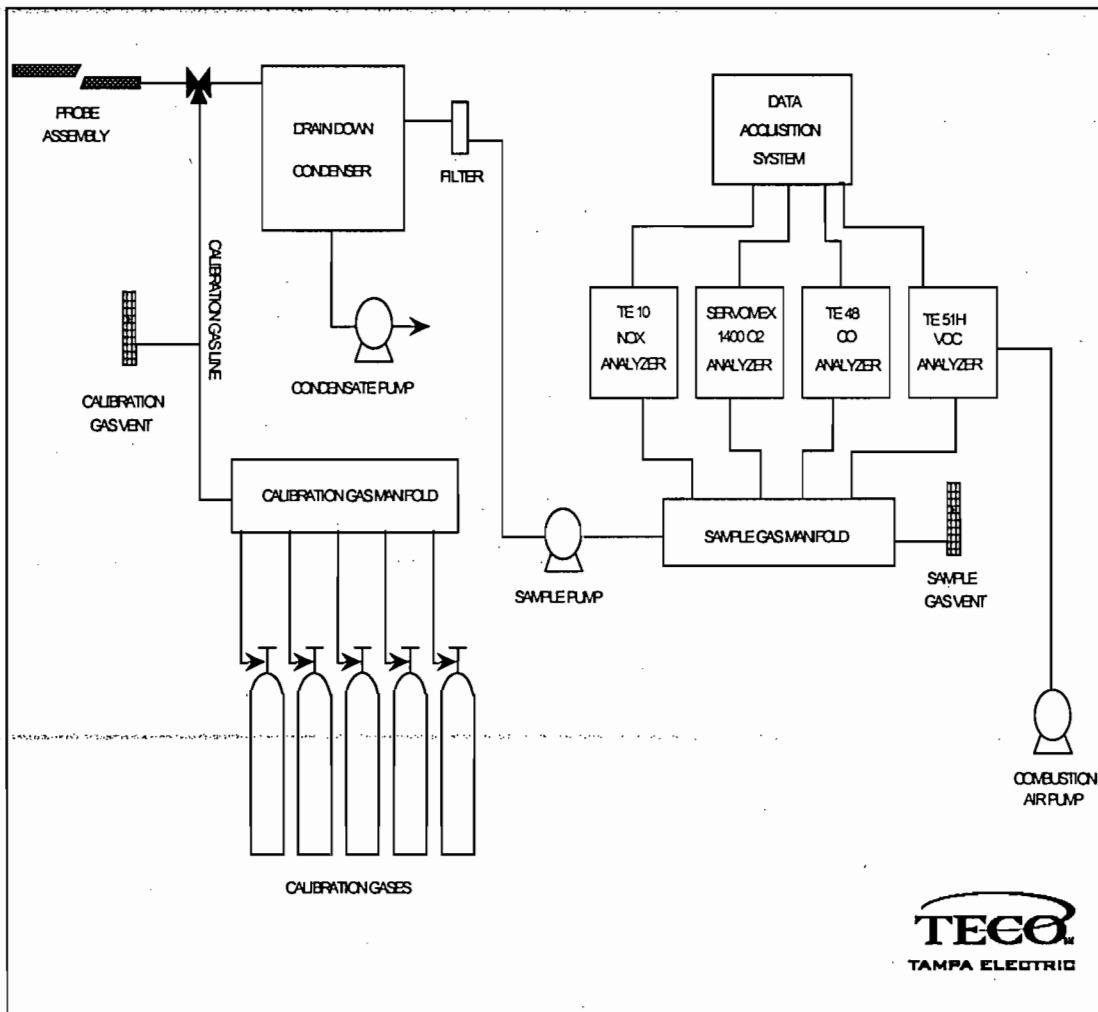 PROBE
ASSEMBLY
DRAIN DOWN
CONDENSER
FILTER
DATA
ACQUISITION
SYSTEM
CALIBRATION GAS LINE
TE 10
NOX
ANALYZER
SERVOMEX
1400 O2
ANALYZER
TE 48
CO
ANALYZER
TE 51H
VOC
ANALYZER
CALIBRATION
GAS VENT
CONDENSATE PUMP
CALIBRATION GAS MANIFOLD
SAMPLE PUMP
SAMPLE GAS MANIFOLD
SAMPLE
GAS VENT
COMBUSTION
AIR PUMP
CALIBRATION GASES
TECO
TAMPA ELECTRIC